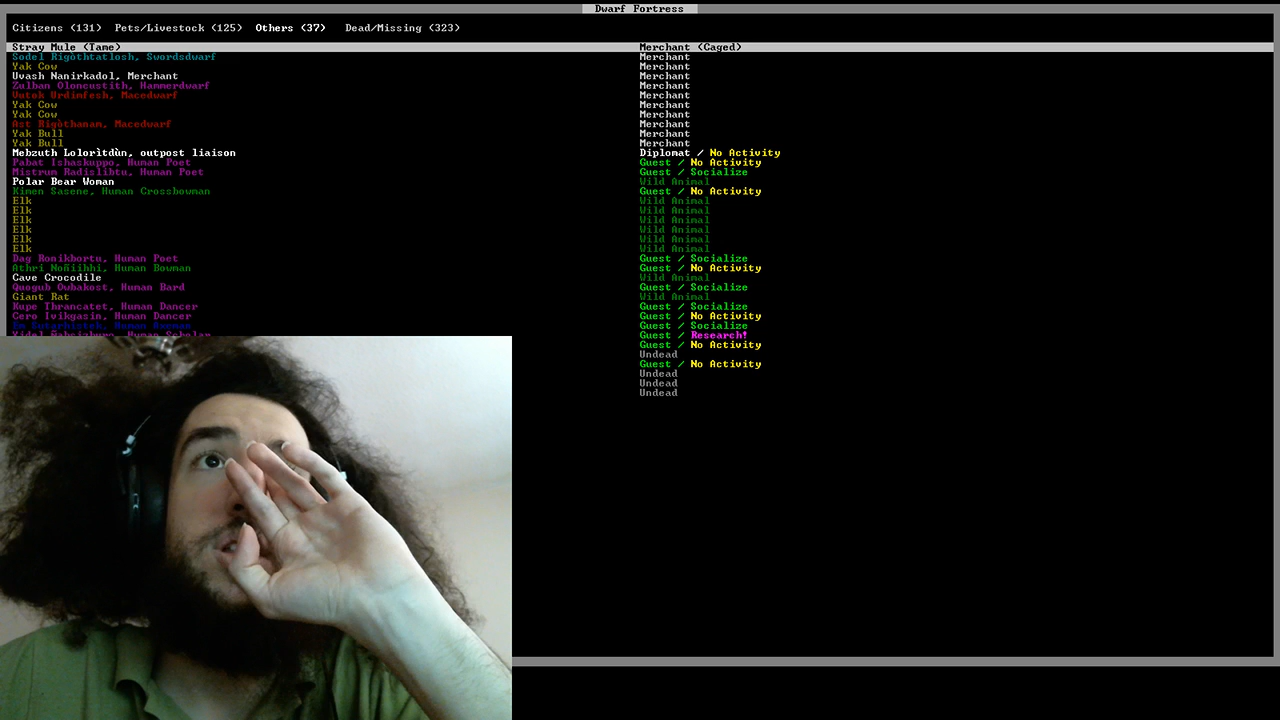 Dwarf Fortress
Citizens (131) Pets/Livestock (125) Others (37) Dead/Missing (323)
Stray Mule (Tame) Merchant (Caged)
Sodel Rigòthtatlosh, Swordsdwarf Merchant
Yak Cow Merchant
Uvash Nanirkadol, Merchant Merchant
Zulban Oloncustith, Hammerdwarf Merchant
Vutok Urdimfesh, Macedwarf Merchant
Yak Cow Merchant
Yak Cow Merchant
Ast Rigòthanam, Macedwarf Merchant
Yak Bull Merchant
Yak Bull Merchant
Mebzuth Lolorìtdùn, outpost liaison Diplomat / No Activity
Pabat Ishaskuppo, Human Poet Guest / No Activity
Mistrum Radislibtu, Human Poet Guest / Socialize
Polar Bear Woman Wild Animal
Kimen Sasene, Human Crossbowman Guest / No Activity
Elk Wild Animal
Elk Wild Animal
Elk Wild Animal
Elk Wild Animal
Elk Wild Animal
Elk Wild Animal
Dag Ronikbortu, Human Poet Guest / Socialize
Athri Noñiibhi, Human Bowman Guest / No Activity
Cave Crocodile Wild Animal
Quogub Owbakost, Human Bard Guest / Socialize
Giant Rat Wild Animal
Kupe Thrancatet, Human Dancer Guest / Socialize
Cero Ivikgasin, Human Dancer Guest / No Activity
Human Axeman Guest / Socialize
Human Scholar Guest / Research!
Guest / No Activity
Undead
Guest / No Activity
Undead
Undead
Undead